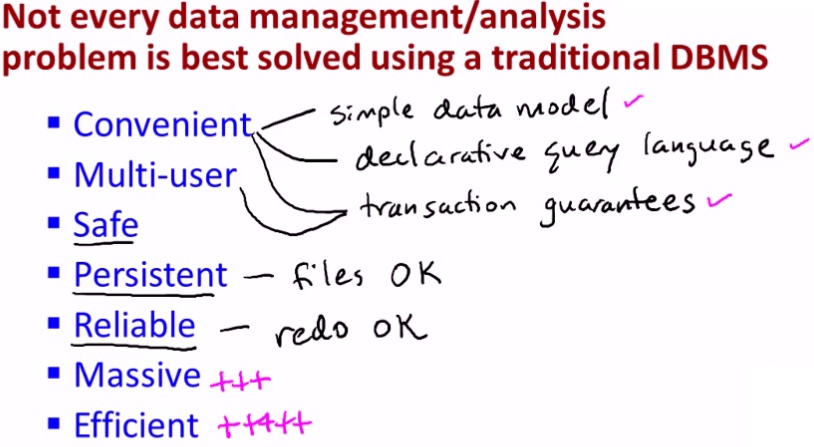 Not every data management/analysis
problem is best solved using a traditional DBMS
▪ Convenient simple data model ✓
declarative query language ✓
▪ Multi-user transaction guarantees ✓
▪ Safe
▪ Persistent – files OK
▪ Reliable – redo OK
▪ Massive +++
▪ Efficient +++++